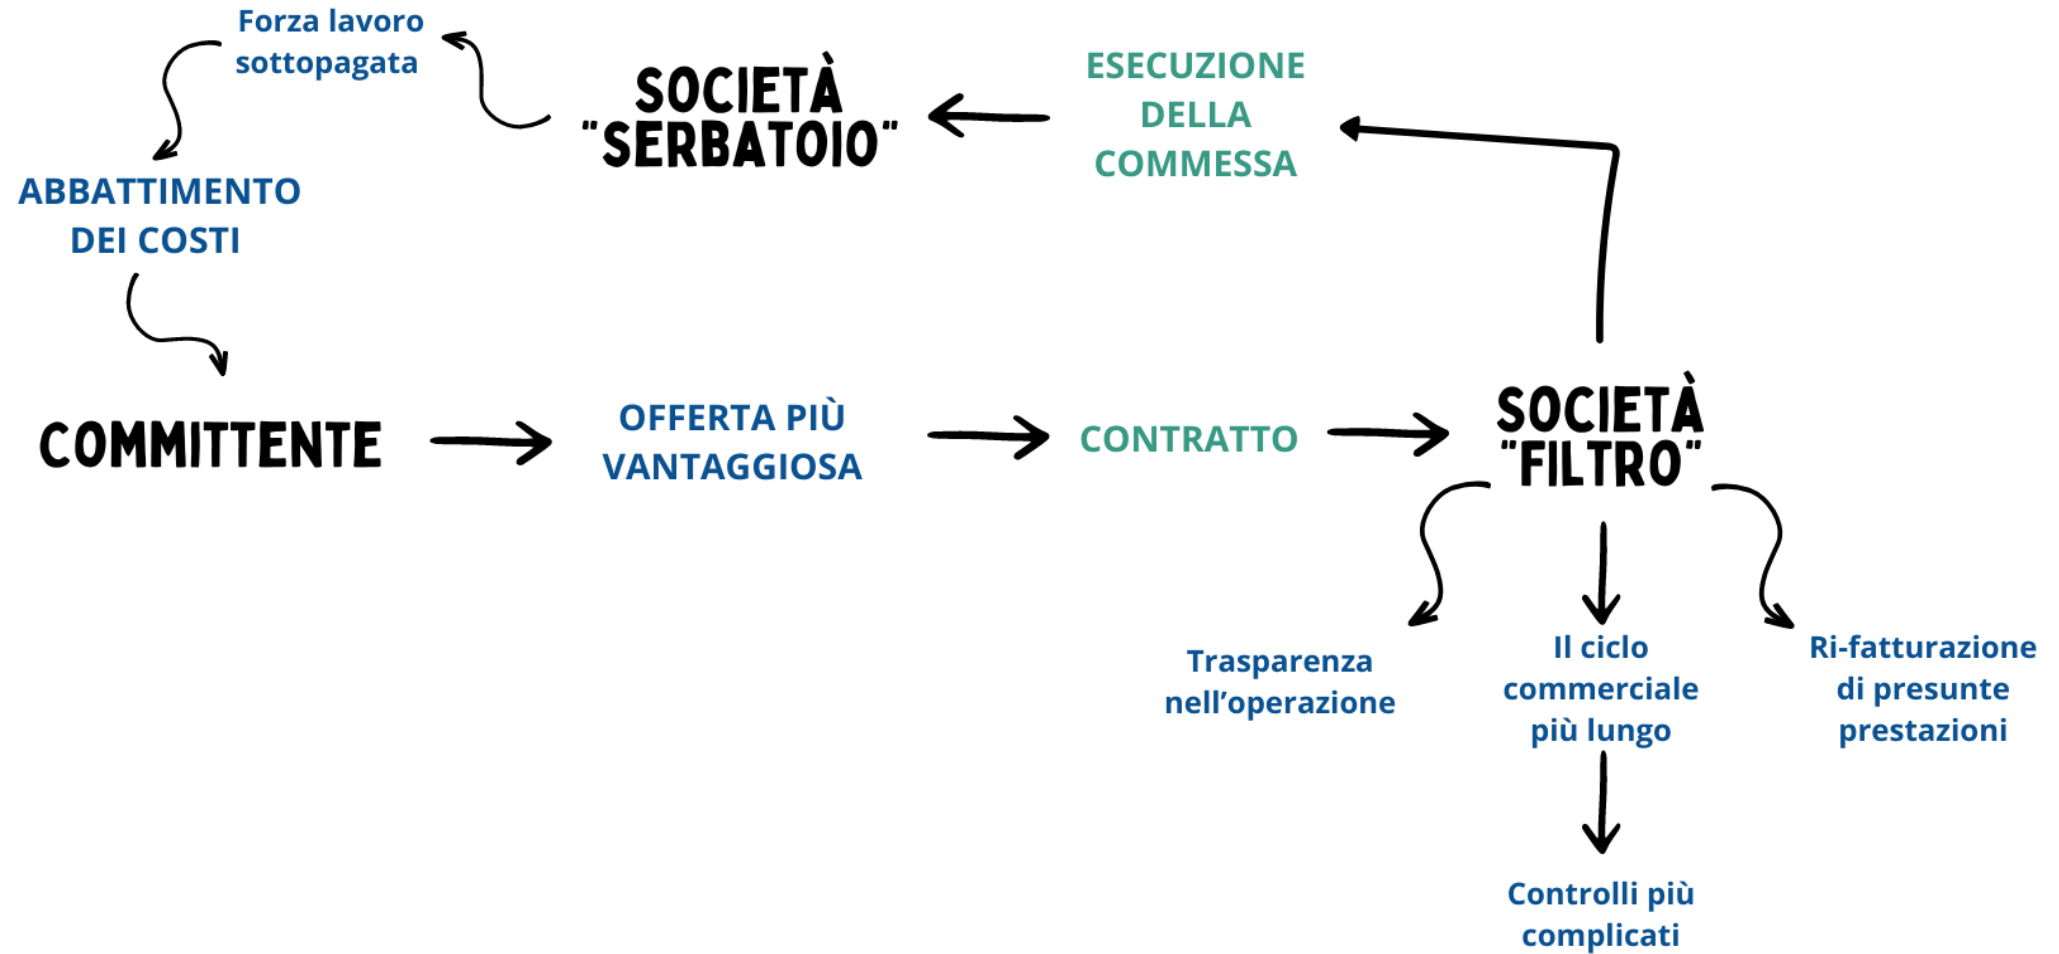 Forza lavoro
sottopagata
SOCIETÀ
"SERBATOIO"
ESECUZIONE
DELLA
COMMESSA
ABBATTIMENTO
DEI COSTI
COMMITTENTE
OFFERTA PIÙ
VANTAGGIOSA
CONTRATTO
SOCIETÀ
"FILTRO"
Trasparenza
nell'operazione
Il ciclo
commerciale
più lungo
Ri-fatturazione
di presunte
prestazioni
Controlli più
complicati